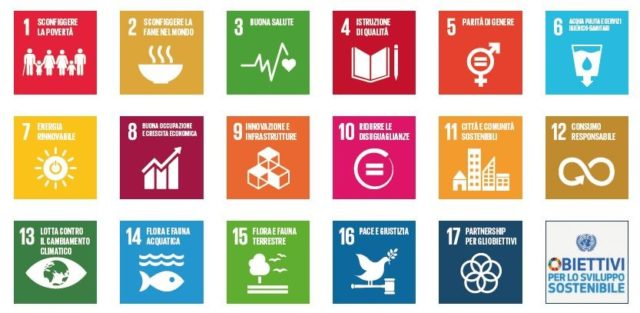 1 SCONFIGGERE
LA POVERTÀ
2 SCONFIGGERE LA
FAME NEL MONDO
3 BUONA SALUTE
4 ISTRUZIONE
DI QUALITÀ
5 PARITÀ DI GENERE
6 ACQUA PULITA E SERVIZI
IGIENICO-SANITARI
7 ENERGIA
RINNOVABILE
8 BUONA OCCUPAZIONE
E CRESCITA ECONOMICA
9 INNOVAZIONE E
INFRASTRUTTURE
10 RIDURRE LE
DISUGUAGLIANZE
11 CITTÀ E COMUNITÀ
SOSTENIBILI
12 CONSUMO
RESPONSABILE
13 LOTTA CONTRO
IL CAMBIAMENTO
CLIMATICO
14 FLORA E FAUNA
ACQUATICA
15 FLORA E FAUNA
TERRESTRE
16 PACE E GIUSTIZIA
17 PARTNERSHIP
PER GLI OBIETTIVI
OBIETTIVI
PER LO SVILUPPO
SOSTENIBILE